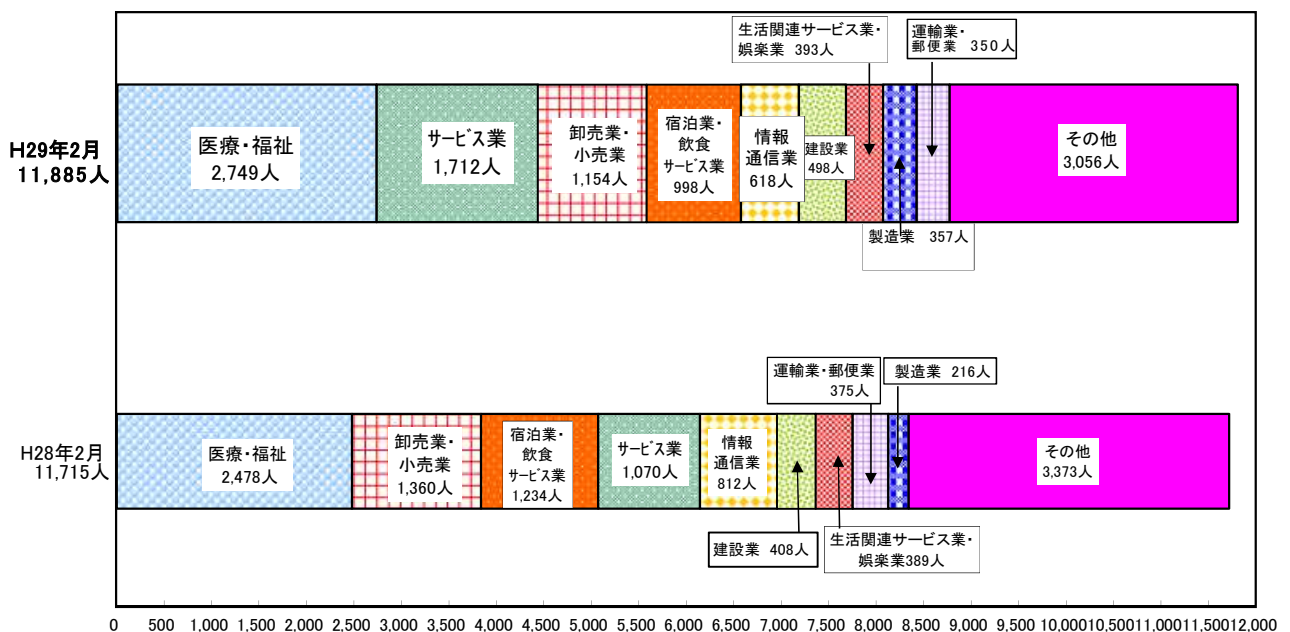 生活関連サービス業・
娯楽業 393人
運輸業・
郵便業 350人
H29年2月
11,885人
医療・福祉
2,749人
サービス業
1,712人
卸売業・
小売業
1,154人
宿泊業・
飲食
サービス業
998人
情報
通信業
618人
建設業
498人
その他
3,056人
製造業 357人
運輸業・郵便業
375人
製造業 216人
H28年2月
11,715人
医療・福祉
2,478人
卸売業・
小売業
1,360人
宿泊業・
飲食
サービス業
1,234人
サービス業
1,070人
情報
通信業
812人
その他
3,373人
建設業 408人
生活関連サービス業・
娯楽業389人
0 500 1,000 1,500 2,000 2,500 3,000 3,500 4,000 4,500 5,000 5,500 6,000 6,500 7,000 7,500 8,000 8,500 9,000 9,500 10,000 10,500 11,000 11,500 12,000